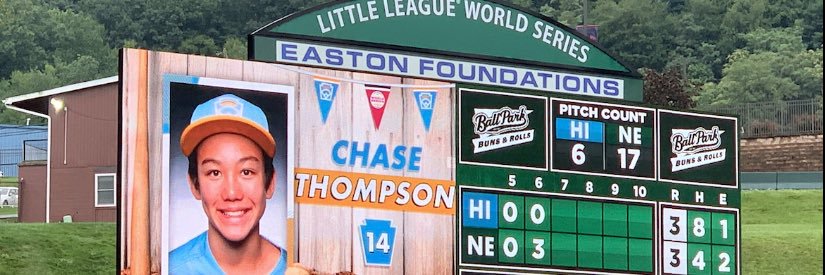 LITTLE LEAGUE® WORLD SERIES
EASTON FOUNDATIONS
CHASE
THOMPSON
14
Ball Park
BUNS & ROLLS
PITCH COUNT
HI NE
6 17
Ball Park
BUNS & ROLLS
5 6 7 8 9 10 R H E
HI 0 0 3 8 1
NE 0 3 3 4 2